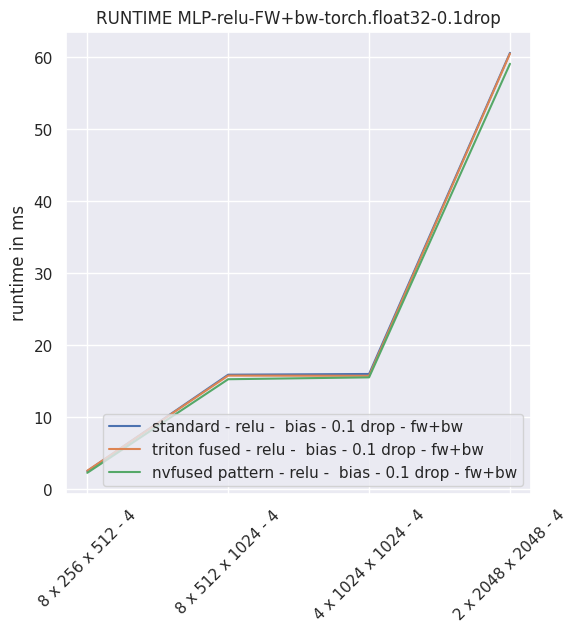 RUNTIME MLP-relu-FW+bw-torch.float32-0.1drop
runtime in ms
60
50
40
30
20
10
0
standard - relu -  bias - 0.1 drop - fw+bw
triton fused - relu -  bias - 0.1 drop - fw+bw
nvfused pattern - relu -  bias - 0.1 drop - fw+bw
8 x 256 x 512 - 4
8 x 512 x 1024 - 4
4 x 1024 x 1024 - 4
2 x 2048 x 2048 - 4